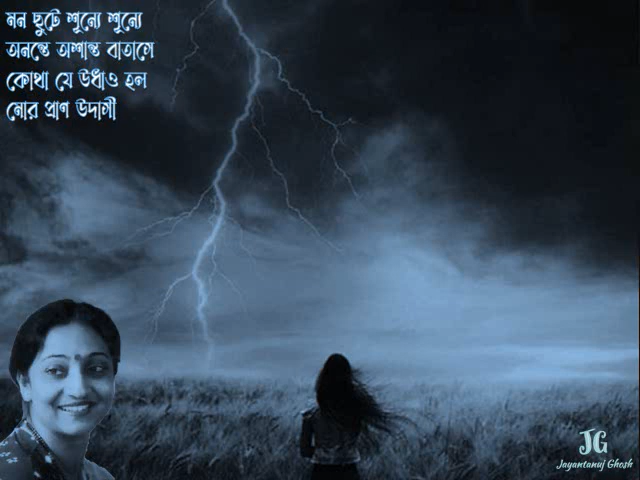 মন ছুটে শূন্যে শূন্যে
অনন্তে অশান্ত বাতাসে
কোথা যে উধাও হল
মোর প্রাণ উদাসী
JG
Jayantanuj Ghosh